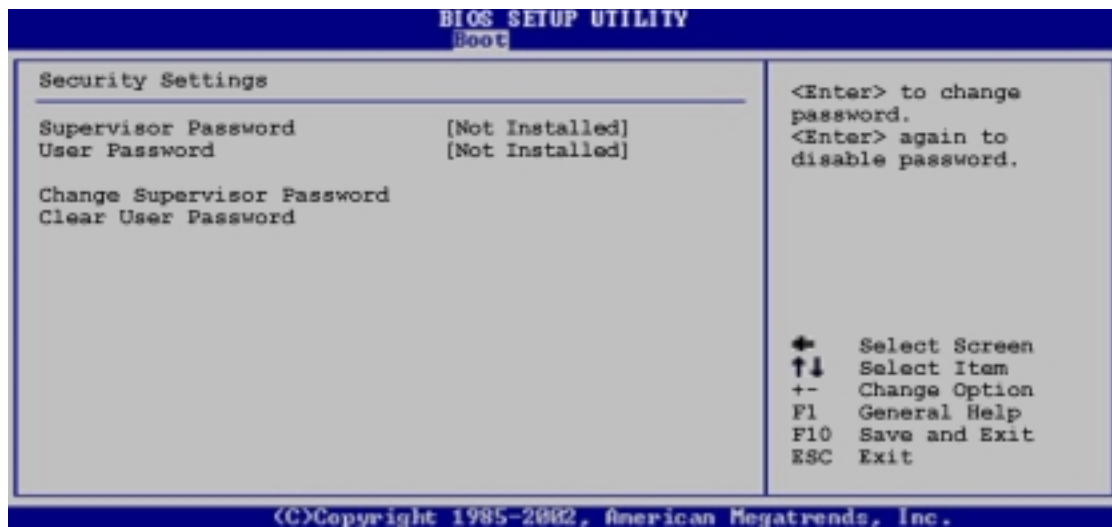 BIOS SETUP UTILITY
Boot
Security Settings
Supervisor Password [Not Installed]
User Password [Not Installed]
Change Supervisor Password
Clear User Password
<Enter> to change
password.
<Enter> again to
disable password.
← Select Screen
↑↓ Select Item
+- Change Option
F1 General Help
F10 Save and Exit
ESC Exit
(C)Copyright 1985-2002, American Megatrends, Inc.